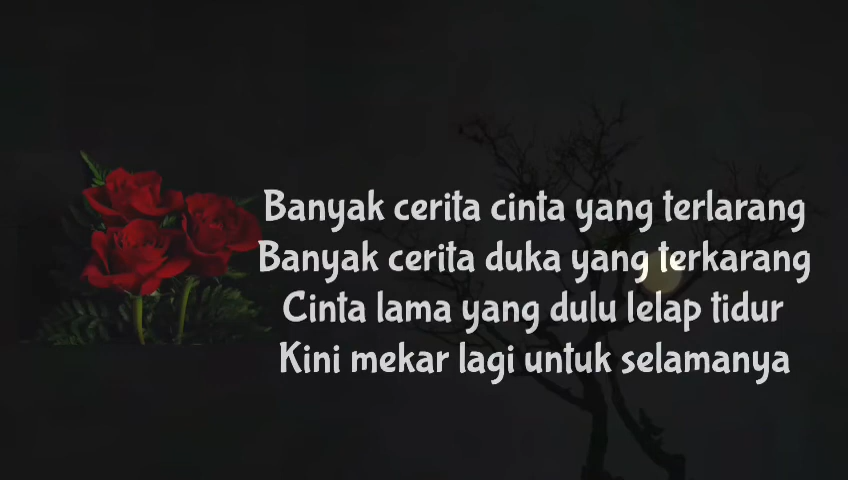 Banyak cerita cinta yang terlarang
Banyak cerita duka yang terkarang
Cinta lama yang dulu lelap tidur
Kini mekar lagi untuk selamanya